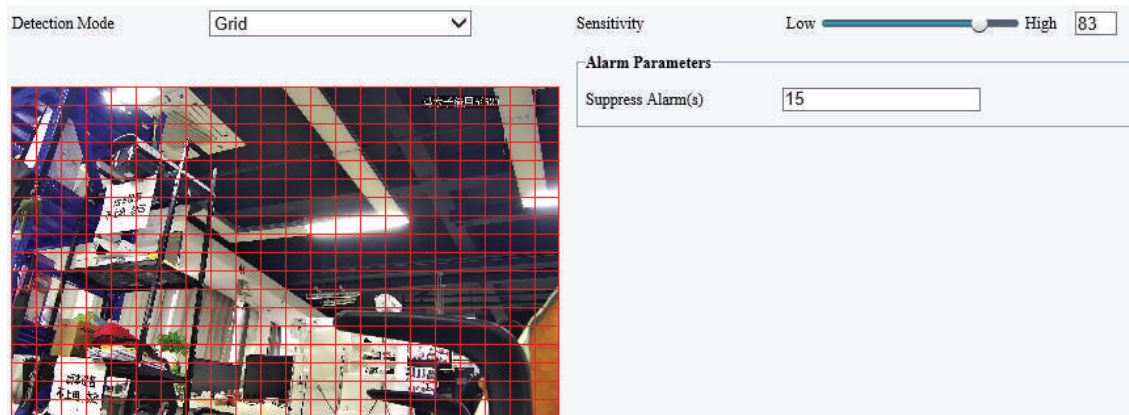 Detection Mode
Grid
Sensitivity
Low
High
83
Alarm Parameters
Suppress Alarm(s)
15